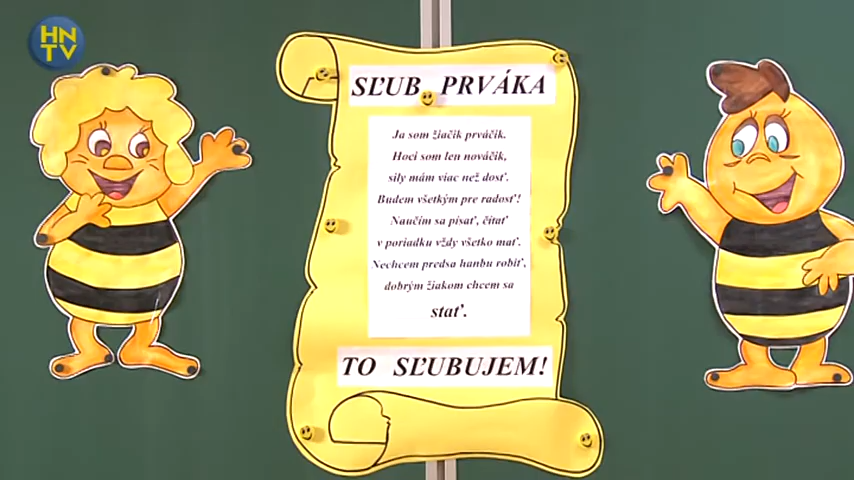 HN
TV
SĽUB PRVÁKA
Ja som žiačik prváčik.
Hoci som len nováčik,
sily mám viac než dosť.
Budem všetkým pre radosť!
Naučím sa písať, čítať
v poriadku vždy všetko mať.
Nechcem predsa hanbu robiť,
dobrým žiakom chcem sa
stať.
TO SĽUBUJEM!